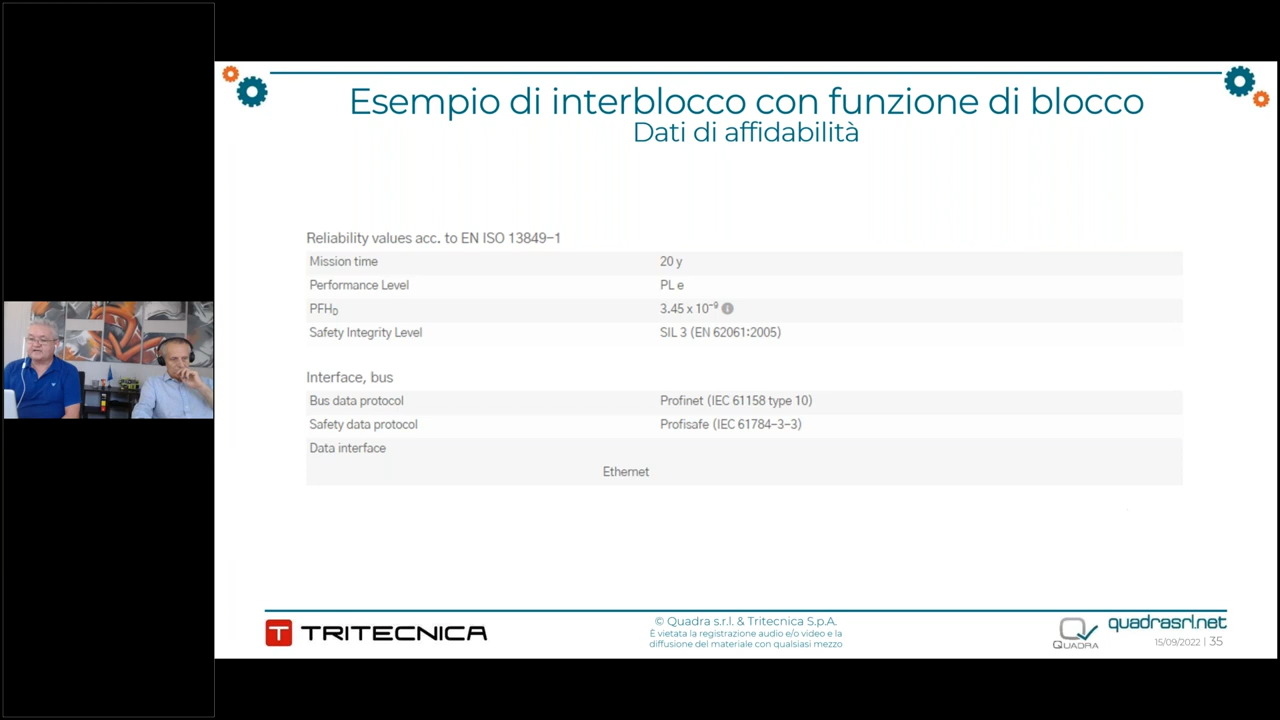 Esempio di interblocco con funzione di blocco
Dati di affidabilità
Reliability values acc. to EN ISO 13849-1
Mission time 20 y
Performance Level PL e
PFHD 3.45 x 10⁻⁹
Safety Integrity Level SIL 3 (EN 62061:2005)
Interface, bus
Bus data protocol Profinet (IEC 61158 type 10)
Safety data protocol Profisafe (IEC 61784-3-3)
Data interface
Ethernet
TRITECNICA
© Quadra s.r.l. & Tritecnica S.p.A.
È vietata la registrazione audio e/o video e la
diffusione del materiale con qualsiasi mezzo
QUADRA
quadrasrl.net
15/09/2022 | 35